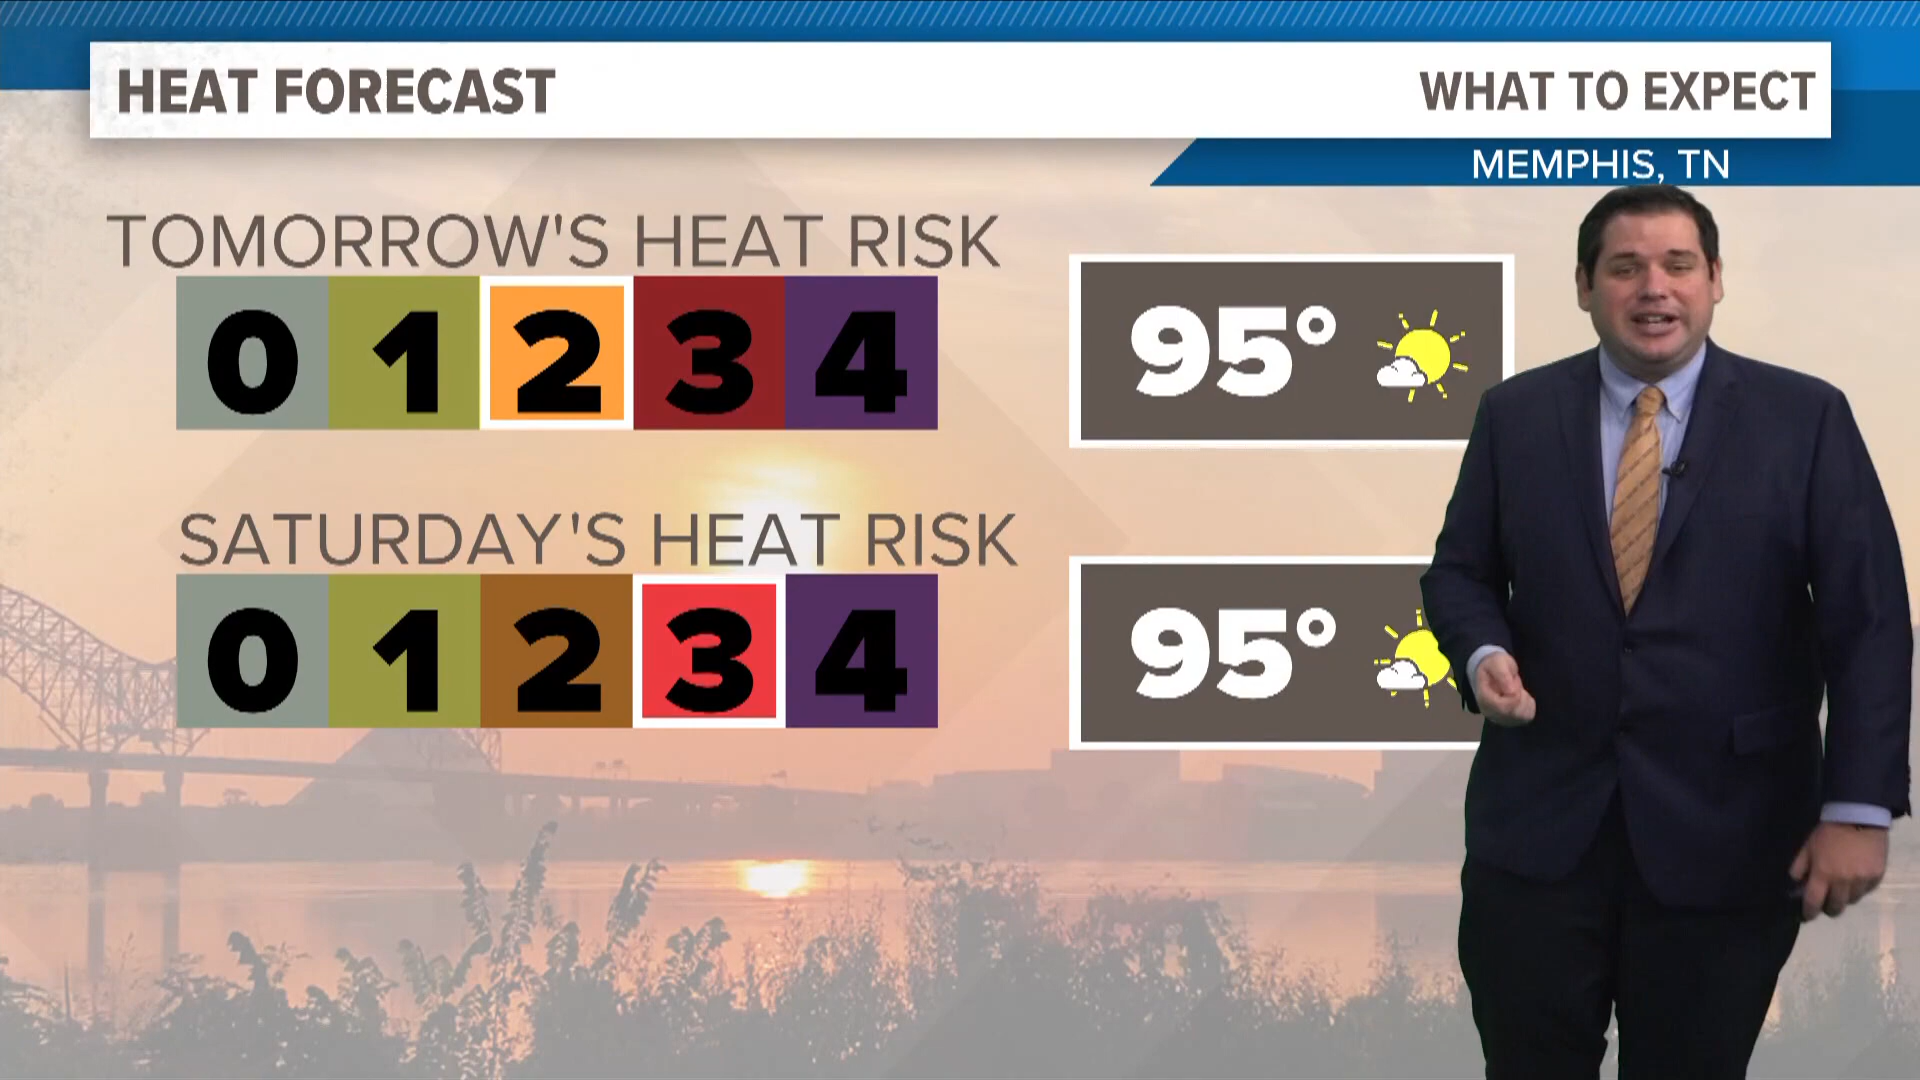 HEAT FORECAST
WHAT TO EXPECT
MEMPHIS, TN
TOMORROW'S HEAT RISK
0 1 2 3 4
95°
SATURDAY'S HEAT RISK
0 1 2 3 4
95°